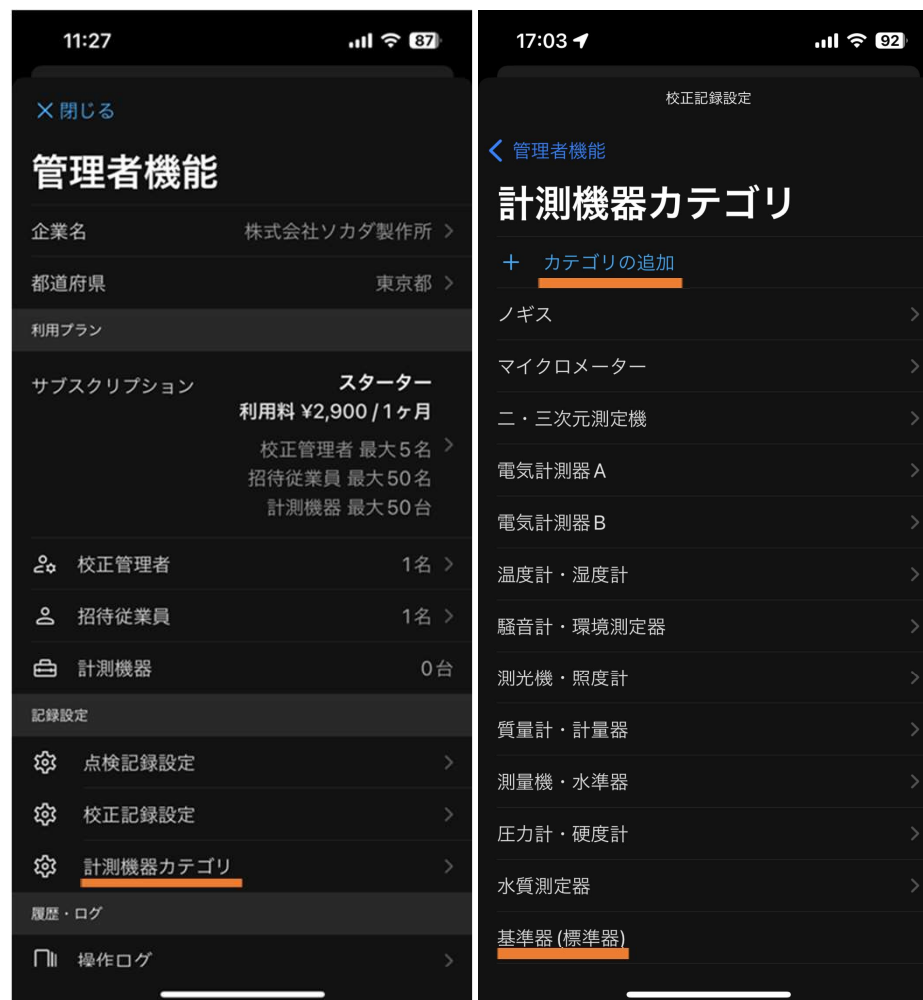 11:27
87
閉じる
管理者機能
企業名 株式会社ソカダ製作所
都道府県 東京都
利用プラン
サブスクリプション スターター
利用料 ¥2,900 / 1ヶ月
校正管理者 最大5名
招待従業員 最大50名
計測機器 最大50台
校正管理者 1名
招待従業員 1名
計測機器 0台
記録設定
点検記録設定
校正記録設定
計測機器カテゴリ
履歴・ログ
操作ログ
17:03
92
校正記録設定
管理者機能
計測機器カテゴリ
+ カテゴリの追加
ノギス
マイクロメーター
二・三次元測定機
電気計測器A
電気計測器B
温度計・湿度計
騒音計・環境測定器
測光機・照度計
質量計・計量器
測量機・水準器
圧力計・硬度計
水質測定器
基準器(標準器)